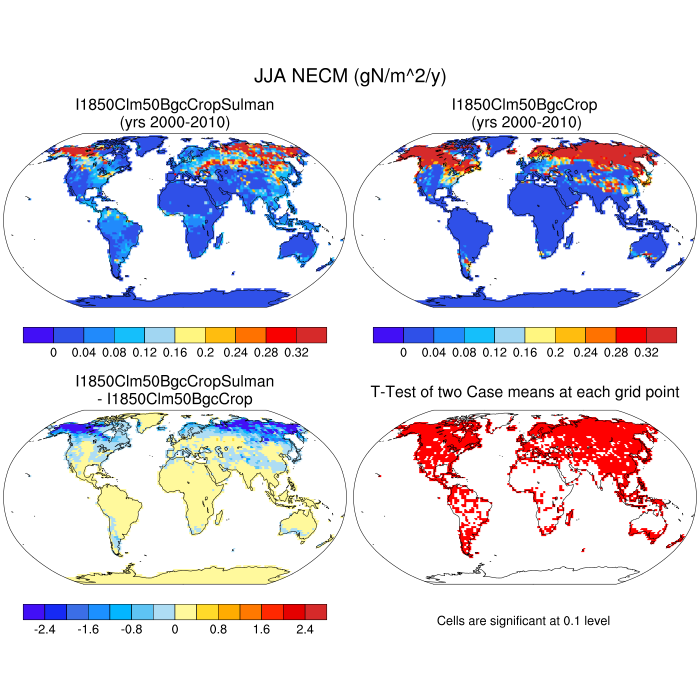 JJA NECM (gN/m^2/y)
I1850Clm50BgcCropSulman
(yrs 2000-2010)
I1850Clm50BgcCrop
(yrs 2000-2010)
0 0.04 0.08 0.12 0.16 0.2 0.24 0.28 0.32
0 0.04 0.08 0.12 0.16 0.2 0.24 0.28 0.32
I1850Clm50BgcCropSulman
- I1850Clm50BgcCrop
T-Test of two Case means at each grid point
-2.4 -1.6 -0.8 0 0.8 1.6 2.4
Cells are significant at 0.1 level